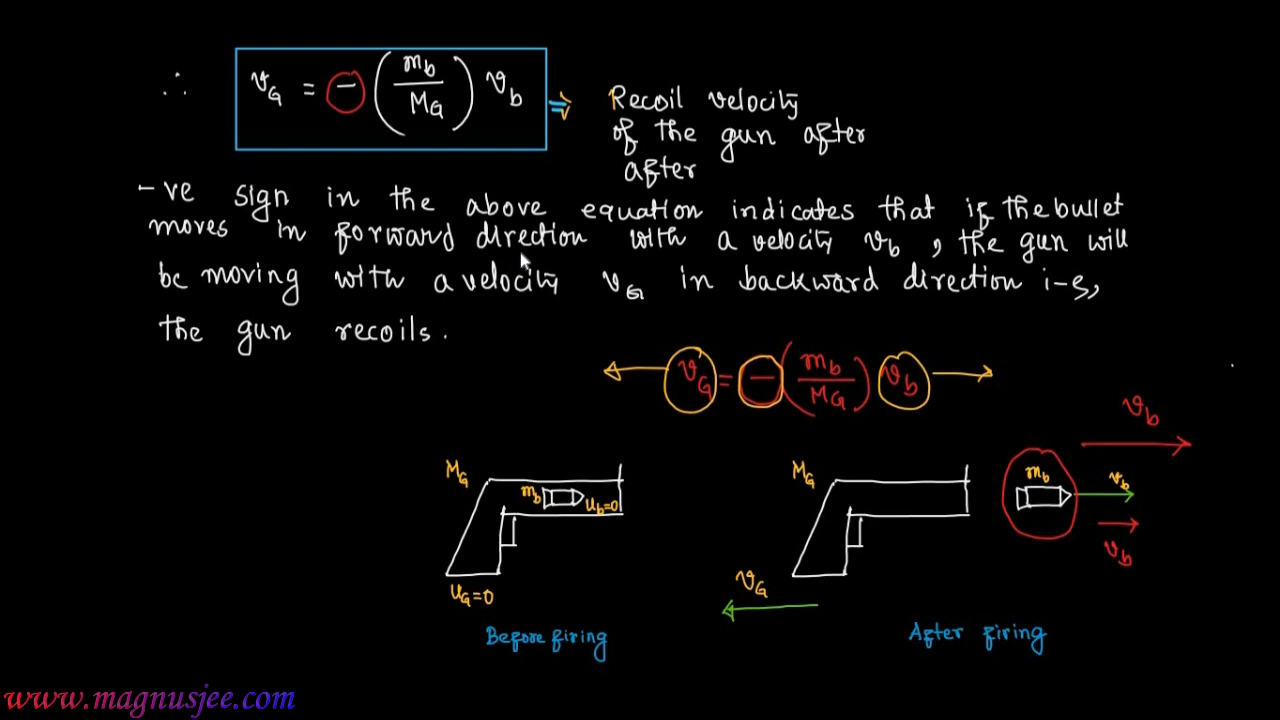 ∴ v_G = - (m_b / M_G) v_b ⇒ Recoil velocity
of the gun after
after
-ve sign in the above equation indicates that if the bullet
moves in forward direction with a velocity v_b, the gun will
be moving with a velocity v_G in backward direction i-e,
the gun recoils.
v_G = - (m_b / M_G) v_b
v_b
M_G
m_b
u_b=0
u_G=0
Before firing
M_G
m_b
v_b
v_b
v_G
After firing
www.magnusjee.com